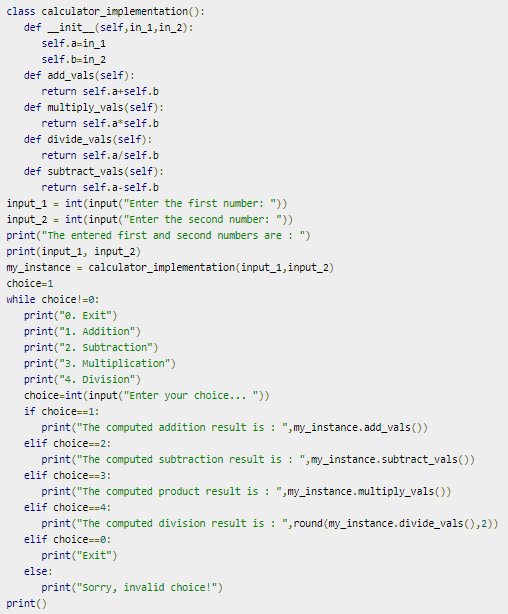 class calculator_implementation():
   def __init__(self,in_1,in_2):
      self.a=in_1
      self.b=in_2
   def add_vals(self):
      return self.a+self.b
   def multiply_vals(self):
      return self.a*self.b
   def divide_vals(self):
      return self.a/self.b
   def subtract_vals(self):
      return self.a-self.b
input_1 = int(input("Enter the first number: "))
input_2 = int(input("Enter the second number: "))
print("The entered first and second numbers are : ")
print(input_1, input_2)
my_instance = calculator_implementation(input_1,input_2)
choice=1
while choice!=0:
   print("0. Exit")
   print("1. Addition")
   print("2. Subtraction")
   print("3. Multiplication")
   print("4. Division")
   choice=int(input("Enter your choice... "))
   if choice==1:
      print("The computed addition result is : ",my_instance.add_vals())
   elif choice==2:
      print("The computed subtraction result is : ",my_instance.subtract_vals())
   elif choice==3:
      print("The computed product result is : ",my_instance.multiply_vals())
   elif choice==4:
      print("The computed division result is : ",round(my_instance.divide_vals(),2))
   elif choice==0:
      print("Exit")
   else:
      print("Sorry, invalid choice!")
print()